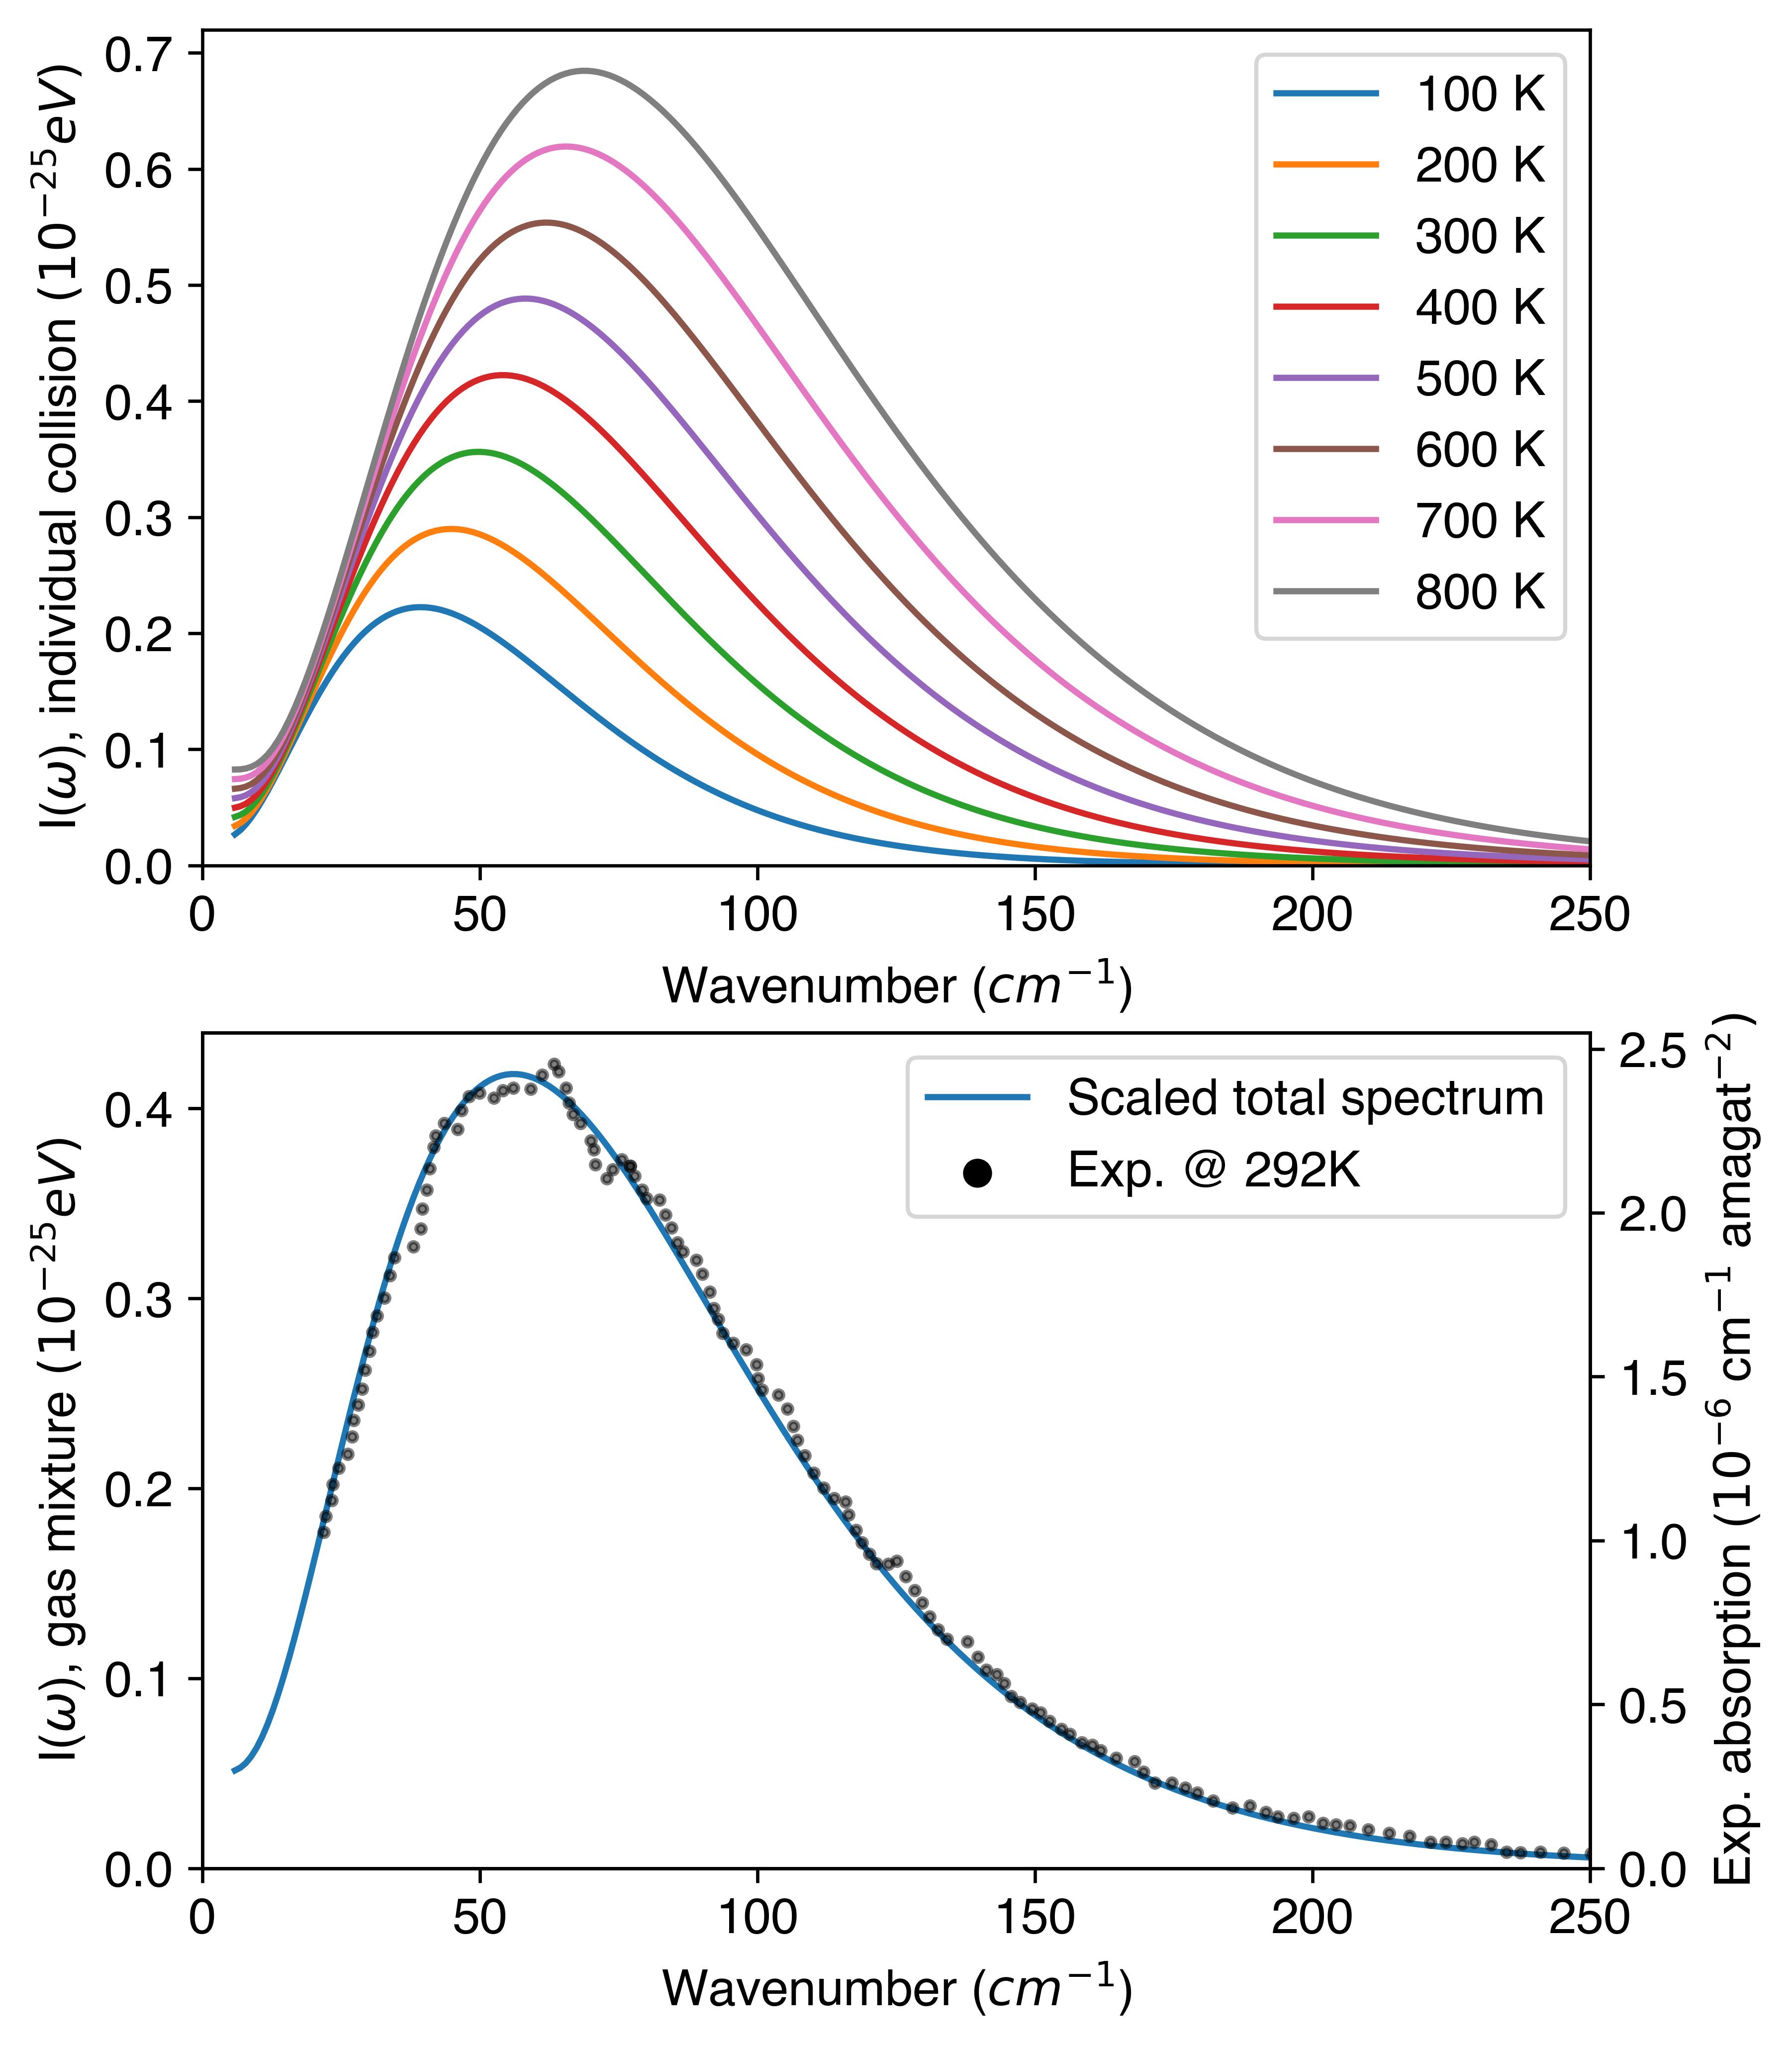 I(ω), individual collision (10⁻²⁵eV)
0.7
0.6
0.5
0.4
0.3
0.2
0.1
0.0
100 K
200 K
300 K
400 K
500 K
600 K
700 K
800 K
0 50 100 150 200 250
Wavenumber (cm⁻¹)
I(ω), gas mixture (10⁻²⁵eV)
0.4
0.3
0.2
0.1
0.0
Scaled total spectrum
Exp. @ 292K
2.5
2.0
1.5
1.0
0.5
0.0
Exp. absorption (10⁻⁶ cm⁻¹ amagat⁻²)
0 50 100 150 200 250
Wavenumber (cm⁻¹)